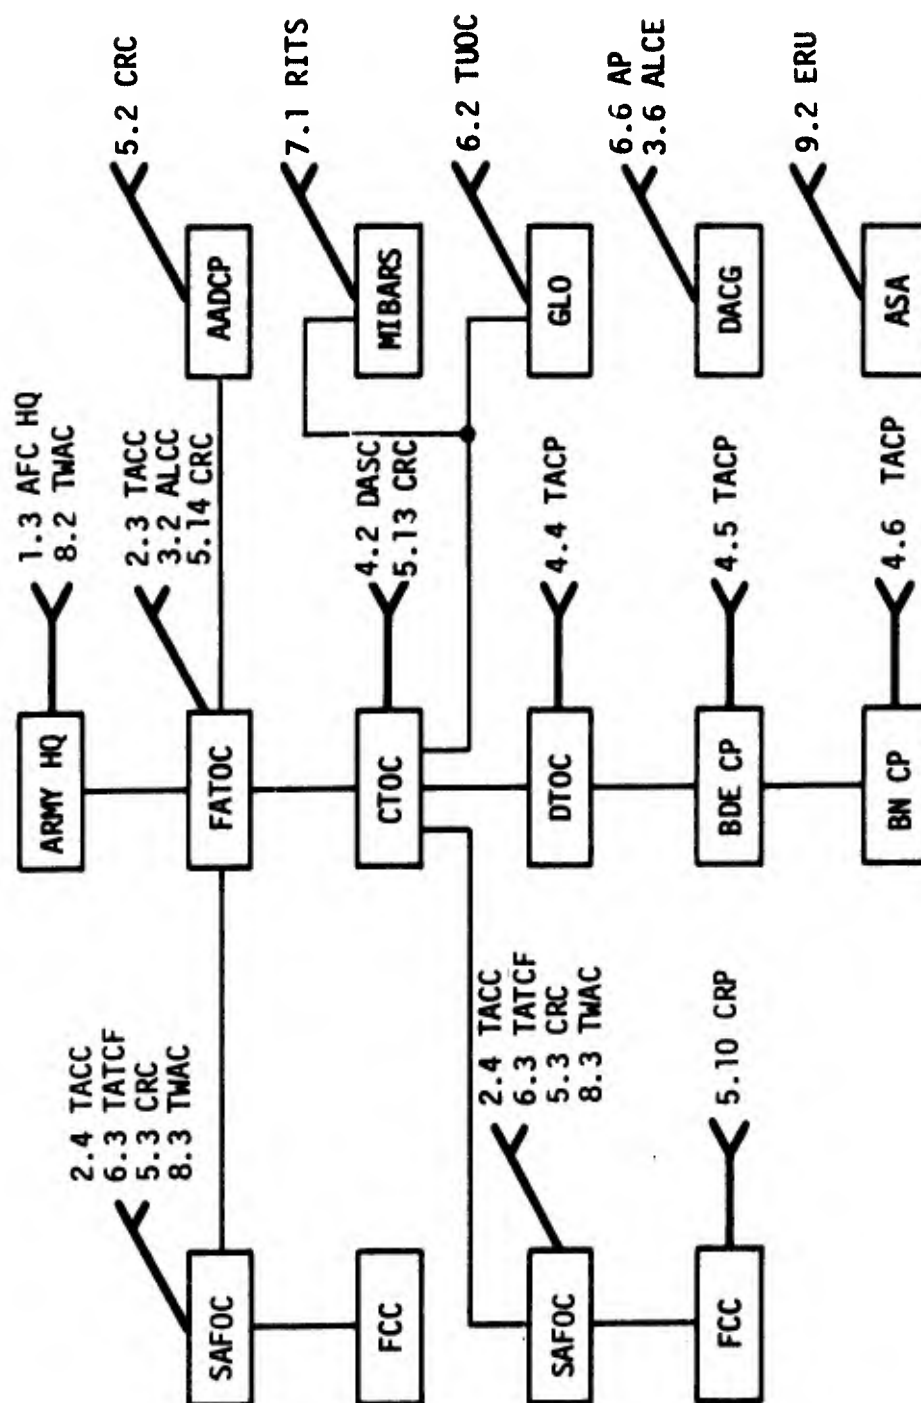 ARMY HQ
1.3 AFC HQ
8.2 TWAC
2.4 TACC
6.3 TATCF
5.3 CRC
8.3 TWAC
SAFOC
FATOC
2.3 TACC
3.2 ALCC
5.14 CRC
AADCP
5.2 CRC
FCC
CTOC
4.2 DASC
5.13 CRC
MIBARS
7.1 RITS
2.4 TACC
6.3 TATCF
5.3 CRC
8.3 TWAC
SAFOC
DTOC
4.4 TACP
GLO
6.2 TUOC
FCC
5.10 CRP
BDE CP
4.5 TACP
DACG
6.6 AP
3.6 ALCE
BN CP
4.6 TACP
ASA
9.2 ERU